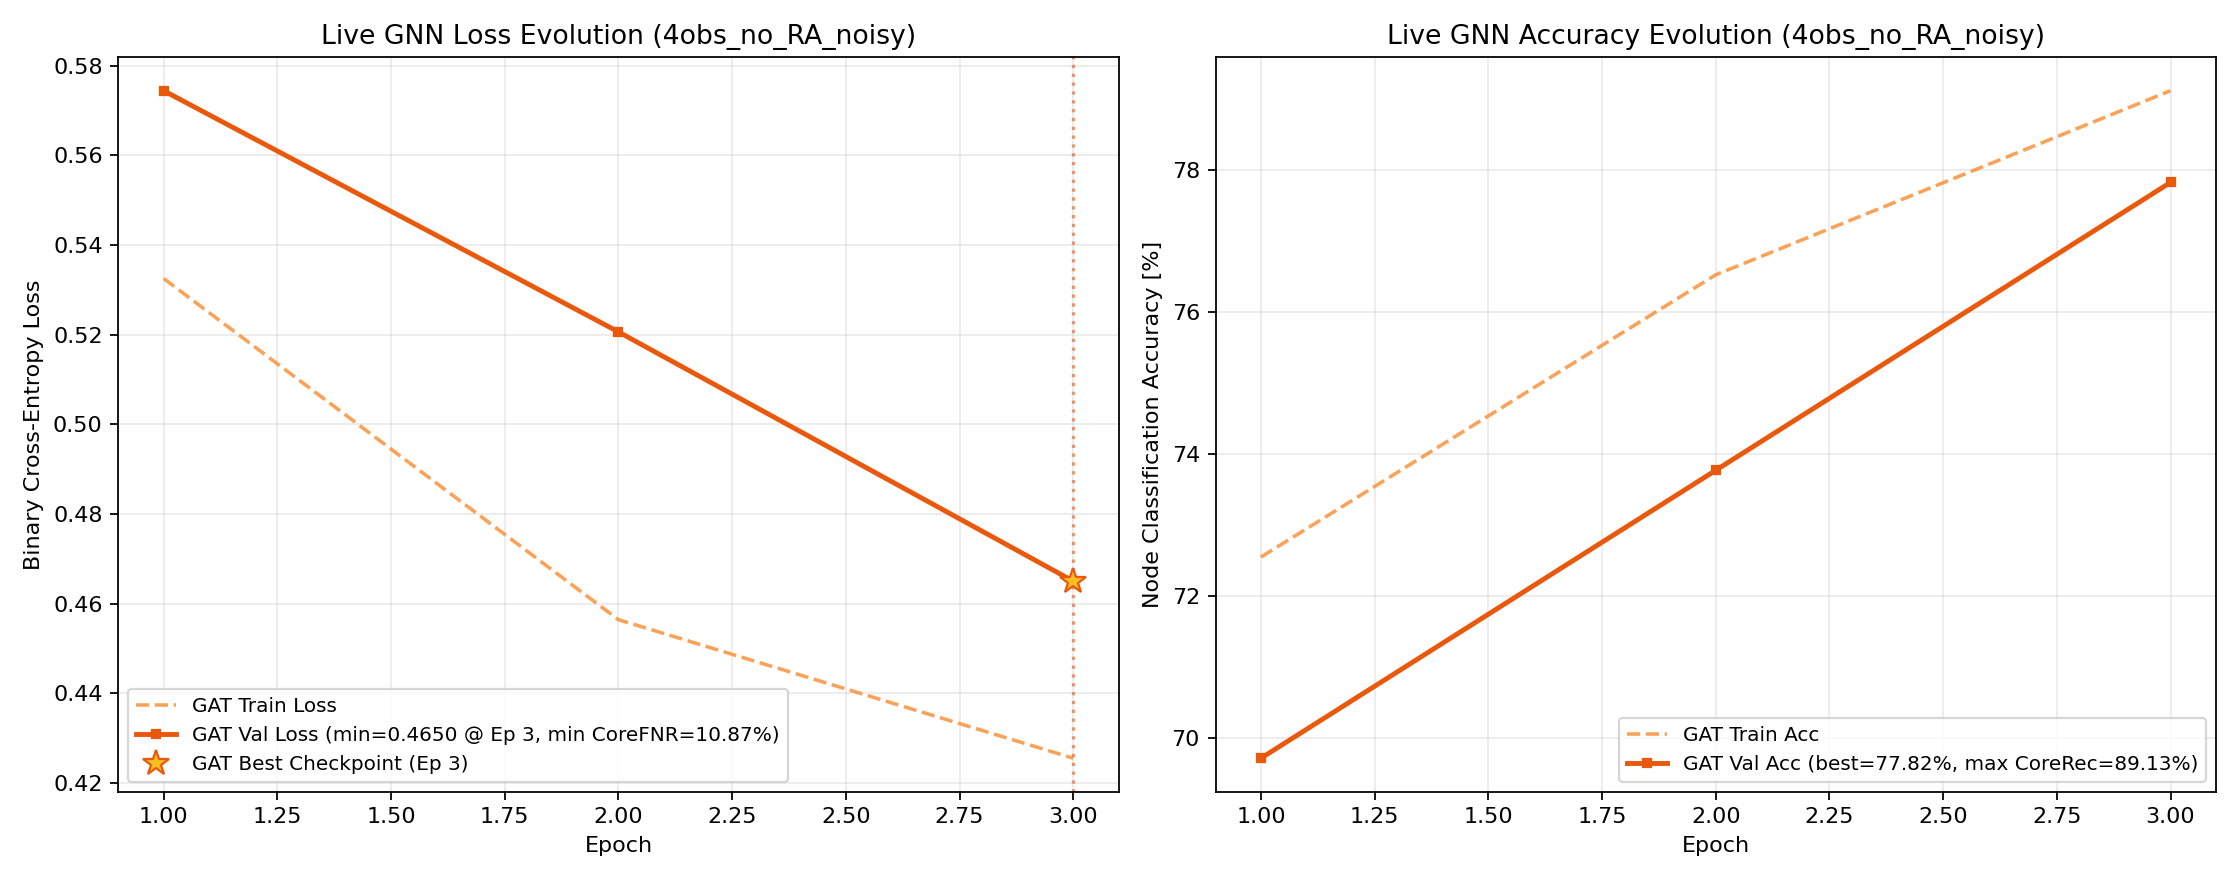 Live GNN Loss Evolution (4obs_no_RA_noisy)
Binary Cross-Entropy Loss
0.58
0.56
0.54
0.52
0.50
0.48
0.46
0.44
0.42
GAT Train Loss
GAT Val Loss (min=0.4650 @ Ep 3, min CoreFNR=10.87%)
GAT Best Checkpoint (Ep 3)
1.00 1.25 1.50 1.75 2.00 2.25 2.50 2.75 3.00
Epoch
Live GNN Accuracy Evolution (4obs_no_RA_noisy)
Node Classification Accuracy [%]
78
76
74
72
70
GAT Train Acc
GAT Val Acc (best=77.82%, max CoreRec=89.13%)
1.00 1.25 1.50 1.75 2.00 2.25 2.50 2.75 3.00
Epoch